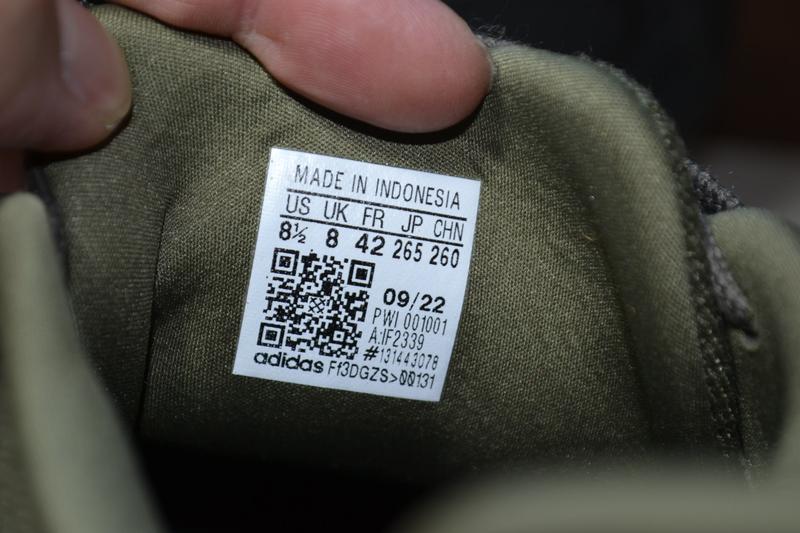 MADE IN INDONESIA
US UK FR JP CHN
8½ 8 42 265 260
09/22
PWI 001001
A:IF2339
#131443078
adidas Ff3DGZS>00131